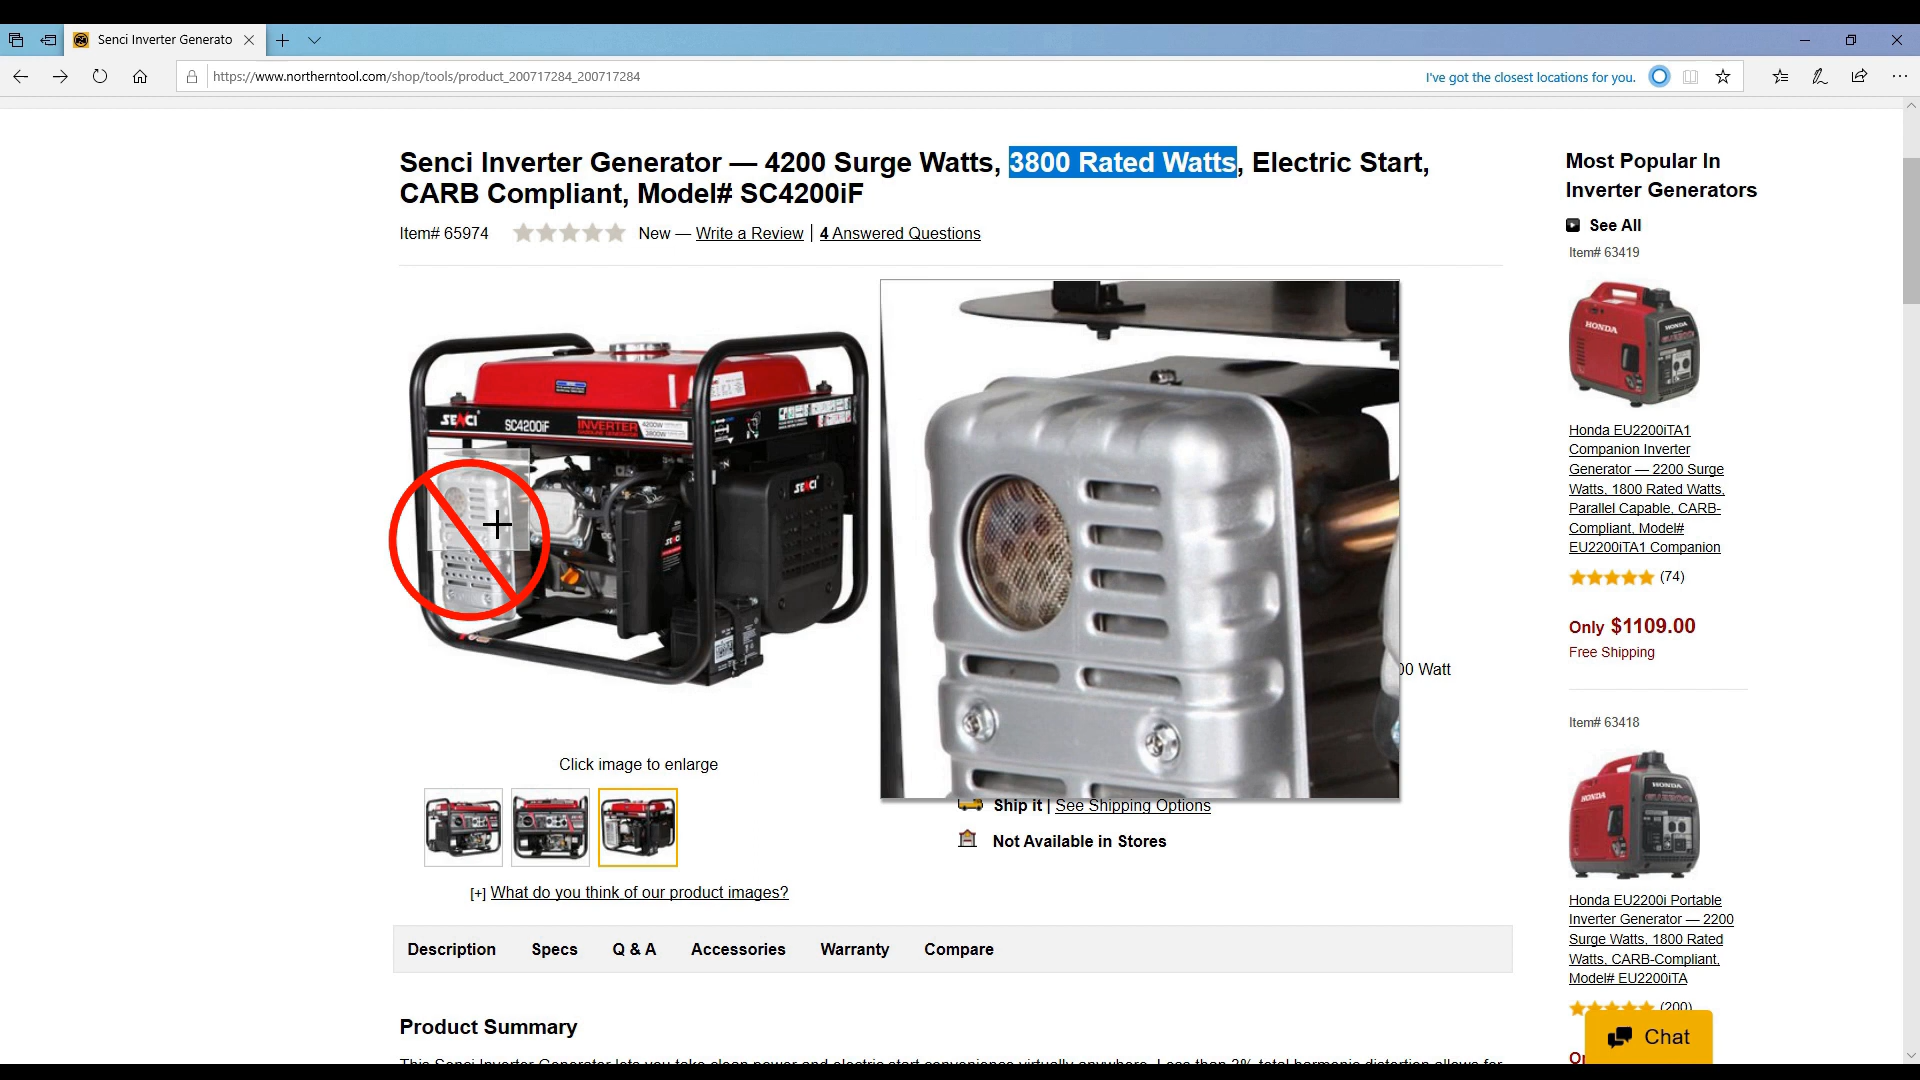 Senci Inverter Generato
https://www.northerntool.com/shop/tools/product_200717284_200717284
I've got the closest locations for you.
Senci Inverter Generator — 4200 Surge Watts, 3800 Rated Watts, Electric Start,
CARB Compliant, Model# SC4200iF
Item# 65974
New — Write a Review | 4 Answered Questions
SENCI
SC4200iF
INVERTER
4200W
3800W
SENCI
00 Watt
Click image to enlarge
[+] What do you think of our product images?
Ship it | See Shipping Options
Not Available in Stores
Description Specs Q & A Accessories Warranty Compare
Product Summary
This Senci Inverter Generator lets you take clean power and electric start convenience virtually anywhere. Less than 3% total harmonic distortion allows for
Most Popular In
Inverter Generators
See All
Item# 63419
HONDA
HONDA
Honda EU2200iTA1
Companion Inverter
Generator — 2200 Surge
Watts, 1800 Rated Watts,
Parallel Capable, CARB-
Compliant, Model#
EU2200iTA1 Companion
(74)
Only $1109.00
Free Shipping
Item# 63418
HONDA
HONDA
Honda EU2200i Portable
Inverter Generator — 2200
Surge Watts, 1800 Rated
Watts, CARB-Compliant,
Model# EU2200iTA
(200)
Chat